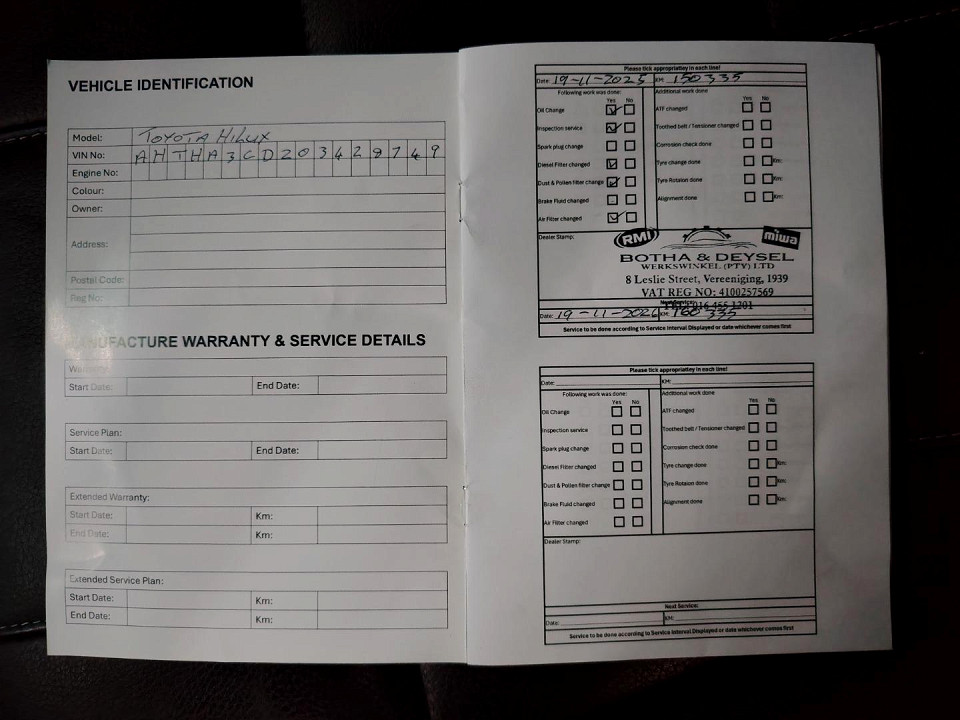 VEHICLE IDENTIFICATION
Model: TOYOTA HILUX
VIN No: AHTHA3CD203428749
Engine No:
Colour:
Owner:
Address:
Postal Code:
Reg No:
MANUFACTURE WARRANTY & SERVICE DETAILS
Warranty
Start Date: End Date:
Service Plan:
Start Date: End Date:
Extended Warranty:
Start Date: Km:
End Date: Km:
Extended Service Plan:
Start Date: Km:
End Date: Km:
Please tick appropriatley in each line!
Date: 19-11-2025 KM: 150335
Following work was done: Additional work done
Yes No Yes No
Oil Change ATF changed
Inspection service Toothed belt / Tensioner changed
Spark plug change Corrosion check done
Diesel Filter changed Tyre change done Km:
Dust & Pollen filter change Tyre Rotaion done Km:
Brake Fluid changed Alignment done Km:
Air Filter changed
Dealer Stamp:
RMI miwa
BOTHA & DEYSEL
WERKSWINKEL (PTY) LTD
8 Leslie Street, Vereeniging, 1939
VAT REG NO: 4100257569
TEL: 016 455 1201
Next Service:
Date: 19-11-2026 KM: 160335
Service to be done according to Service Interval Displayed or date whichever comes first
Please tick appropriatley in each line!
Date: KM:
Following work was done: Additional work done
Yes No Yes No
Oil Change ATF changed
Inspection service Toothed belt / Tensioner changed
Spark plug change Corrosion check done
Diesel Filter changed Tyre change done Km:
Dust & Pollen filter change Tyre Rotaion done Km:
Brake Fluid changed Alignment done Km:
Air Filter changed
Dealer Stamp:
Next Service:
Date: KM:
Service to be done according to Service Interval Displayed or date whichever comes first